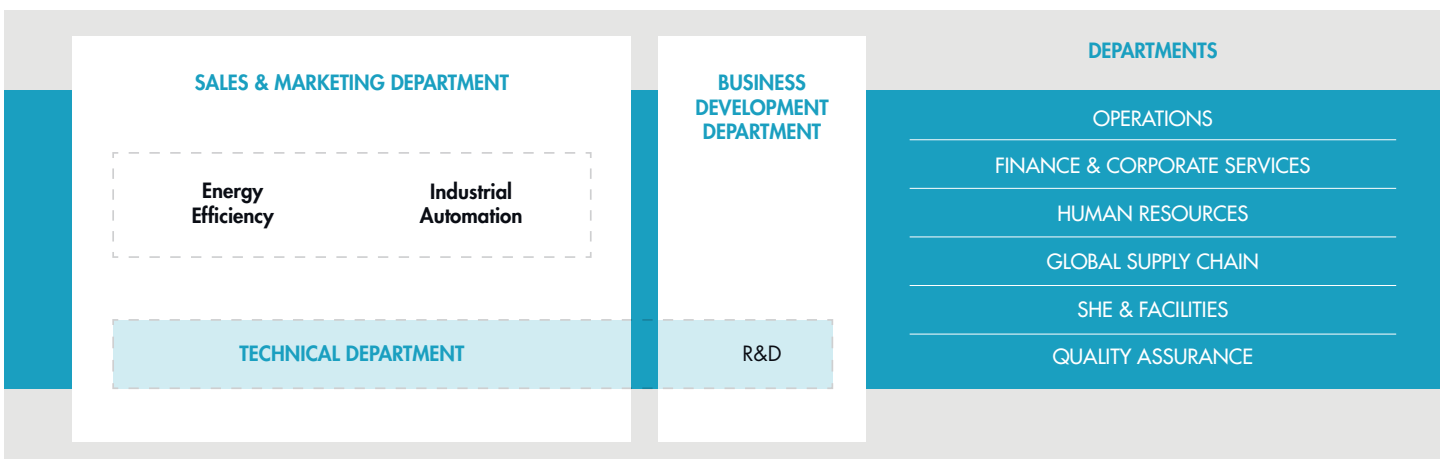 SALES & MARKETING DEPARTMENT
Energy
Efficiency
Industrial
Automation
TECHNICAL DEPARTMENT
BUSINESS
DEVELOPMENT
DEPARTMENT
R&D
DEPARTMENTS
OPERATIONS
FINANCE & CORPORATE SERVICES
HUMAN RESOURCES
GLOBAL SUPPLY CHAIN
SHE & FACILITIES
QUALITY ASSURANCE